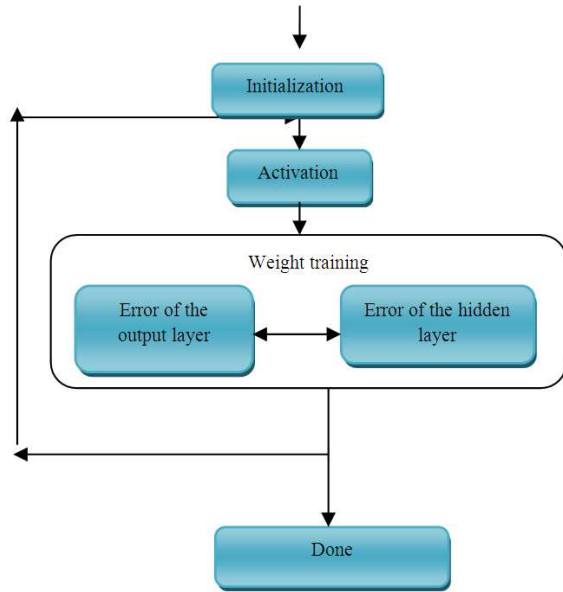 Initialization
Activation
Weight training
Error of the
output layer
Error of the hidden
layer
Done